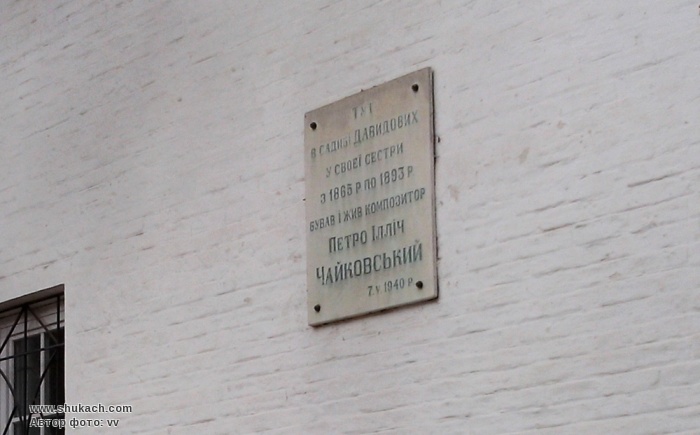 ТУТ
В САДИБІ ДАВИДОВИХ
У СВОЄЇ СЕСТРИ
З 1865 Р ПО 1893 Р.
БУВАВ І ЖИВ КОМПОЗИТОР
ПЕТРО ІЛЛІЧ
ЧАЙКОВСЬКИЙ
7.V.1940 Р.
www.shukach.com
Автор фото: vv